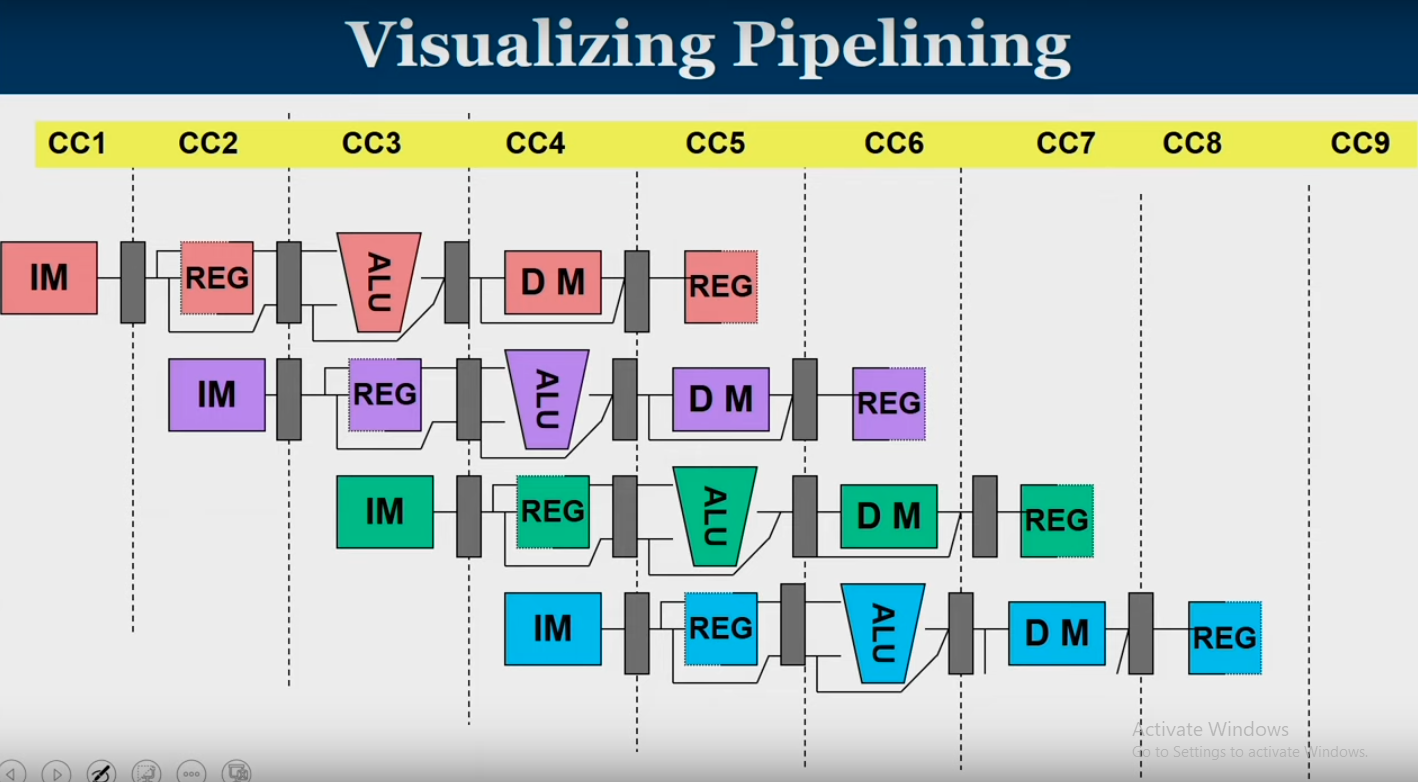 Visualizing Pipelining
CC1 CC2 CC3 CC4 CC5 CC6 CC7 CC8 CC9
IM REG ALU D M REG
IM REG ALU D M REG
IM REG ALU D M REG
IM REG ALU D M REG
Activate Windows
Go to Settings to activate Windows.